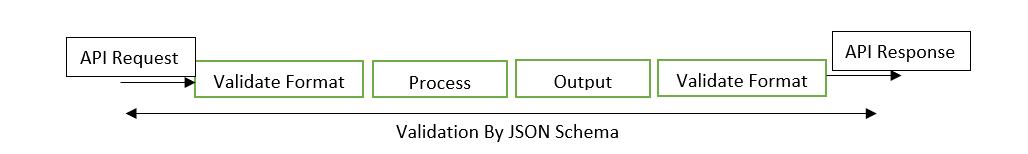 API Request
Validate Format
Process
Output
Validate Format
API Response
Validation By JSON Schema